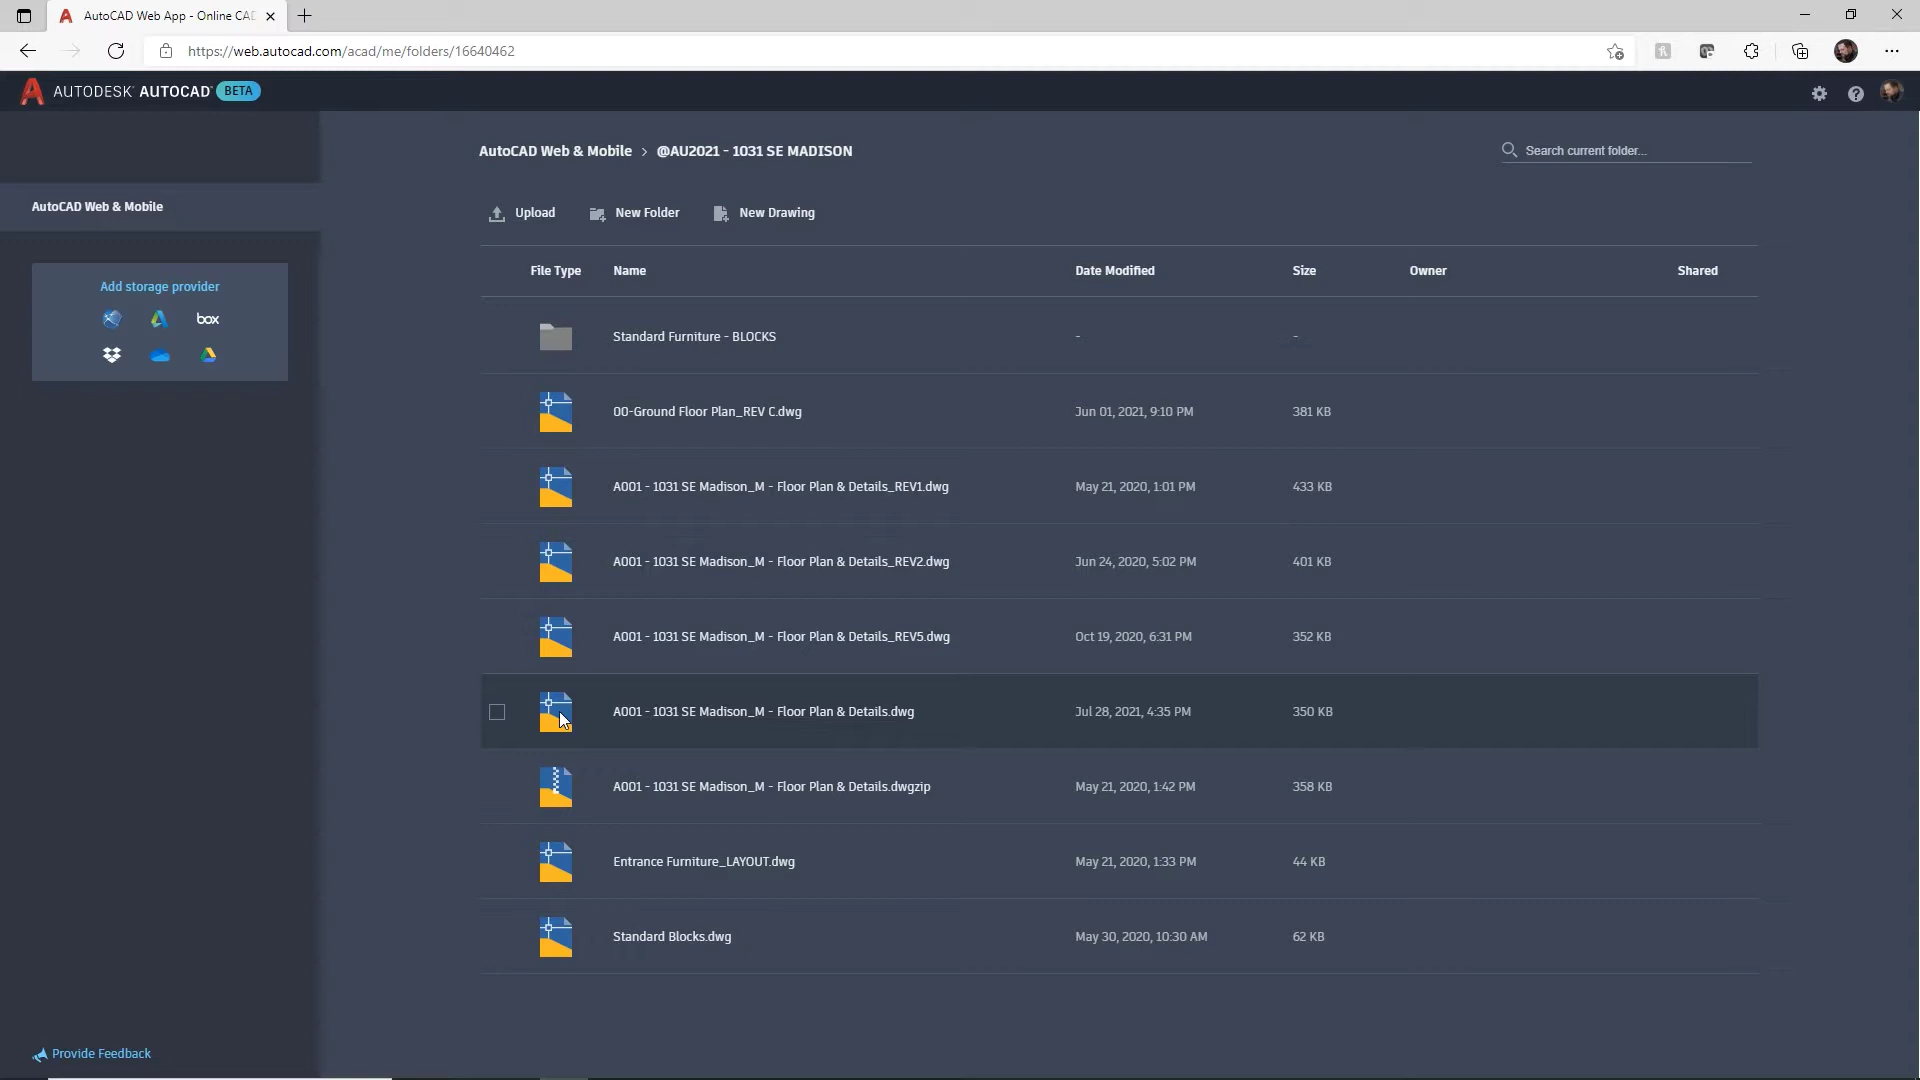 AutoCAD Web App - Online CAD
https://web.autocad.com/acad/me/folders/16640462
AUTODESK AUTOCAD BETA
AutoCAD Web & Mobile > @AU2021 - 1031 SE MADISON
Search current folder...
AutoCAD Web & Mobile
Upload New Folder New Drawing
Add storage provider
box
File Type Name Date Modified Size Owner Shared
Standard Furniture - BLOCKS - -
00-Ground Floor Plan_REV C.dwg Jun 01, 2021, 9:10 PM 381 KB
A001 - 1031 SE Madison_M - Floor Plan & Details_REV1.dwg May 21, 2020, 1:01 PM 433 KB
A001 - 1031 SE Madison_M - Floor Plan & Details_REV2.dwg Jun 24, 2020, 5:02 PM 401 KB
A001 - 1031 SE Madison_M - Floor Plan & Details_REV5.dwg Oct 19, 2020, 6:31 PM 352 KB
A001 - 1031 SE Madison_M - Floor Plan & Details.dwg Jul 28, 2021, 4:35 PM 350 KB
A001 - 1031 SE Madison_M - Floor Plan & Details.dwgzip May 21, 2020, 1:42 PM 358 KB
Entrance Furniture_LAYOUT.dwg May 21, 2020, 1:33 PM 44 KB
Standard Blocks.dwg May 30, 2020, 10:30 AM 62 KB
Provide Feedback